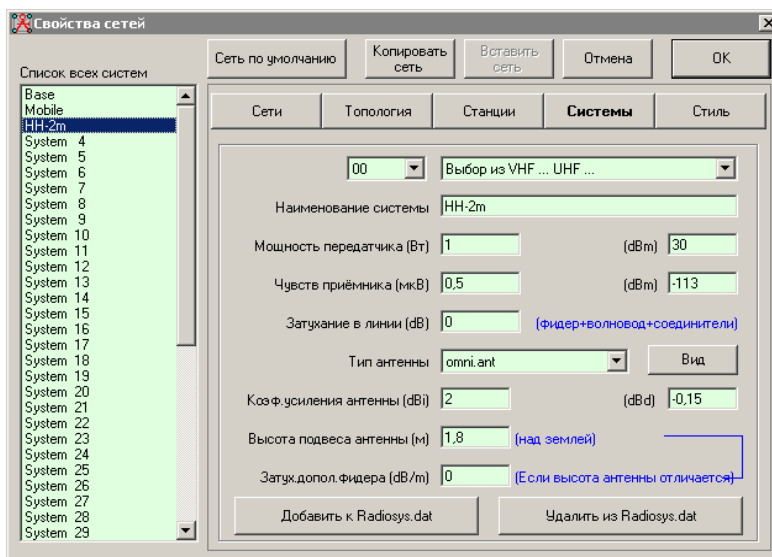 Свойства сетей
Сеть по умолчанию
Копировать сеть
Вставить сеть
Отмена
OK
Список всех систем
Base
Mobile
HH-2m
System 4
System 5
System 6
System 7
System 8
System 9
System 10
System 11
System 12
System 13
System 14
System 15
System 16
System 17
System 18
System 19
System 20
System 21
System 22
System 23
System 24
System 25
System 26
System 27
System 28
System 29
Сети
Топология
Станции
Системы
Стиль
00
Выбор из VHF ... UHF ...
Наименование системы HH-2m
Мощность передатчика (Вт) 1 (dBm) 30
Чувств приёмника (мкВ) 0,5 (dBm) -113
Затухание в линии (dB) 0 (фидер+волновод+соединители)
Тип антенны omni.ant Вид
Коэф.усиления антенны (dBi) 2 (dBd) -0,15
Высота подвеса антенны (м) 1,8 (над землей)
Затух.допол.фидера (dB/m) 0 (Если высота антенны отличается)
Добавить к Radiosys.dat
Удалить из Radiosys.dat